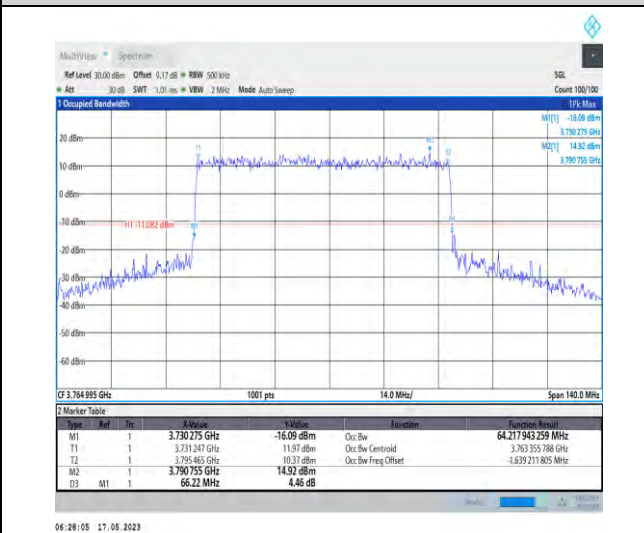 MultiView Spectrum
Ref Level 30.00 dBm Offset 9.17 dB RBW 500 kHz SGL
Att 30 dB SWT 1.01 ms VBW 2 MHz Mode Auto Sweep Count 100/100
1 Occupied Bandwidth 1Pk Max
M1[1] -16.09 dBm
3.730 275 GHz
M2[1] 14.92 dBm
3.790 755 GHz
20 dBm
T1 M2 T2
10 dBm
0 dBm
-10 dBm
H1 -11.082 dBm
M1 D3
-20 dBm
-30 dBm
-40 dBm
-50 dBm
-60 dBm
CF 3.764 995 GHz 1001 pts 14.0 MHz/ Span 140.0 MHz
2 Marker Table
Type Ref Trc X-Value Y-Value Function Function Result
M1 1 3.730 275 GHz -16.09 dBm Occ Bw 64.217 943 259 MHz
T1 1 3.731 247 GHz 11.97 dBm Occ Bw Centroid 3.763 355 788 GHz
T2 1 3.795 465 GHz 10.37 dBm Occ Bw Freq Offset -1.639 211 805 MHz
M2 1 3.790 755 GHz 14.92 dBm
D3 M1 1 66.22 MHz 4.46 dB
06:28:05 17.05.2023